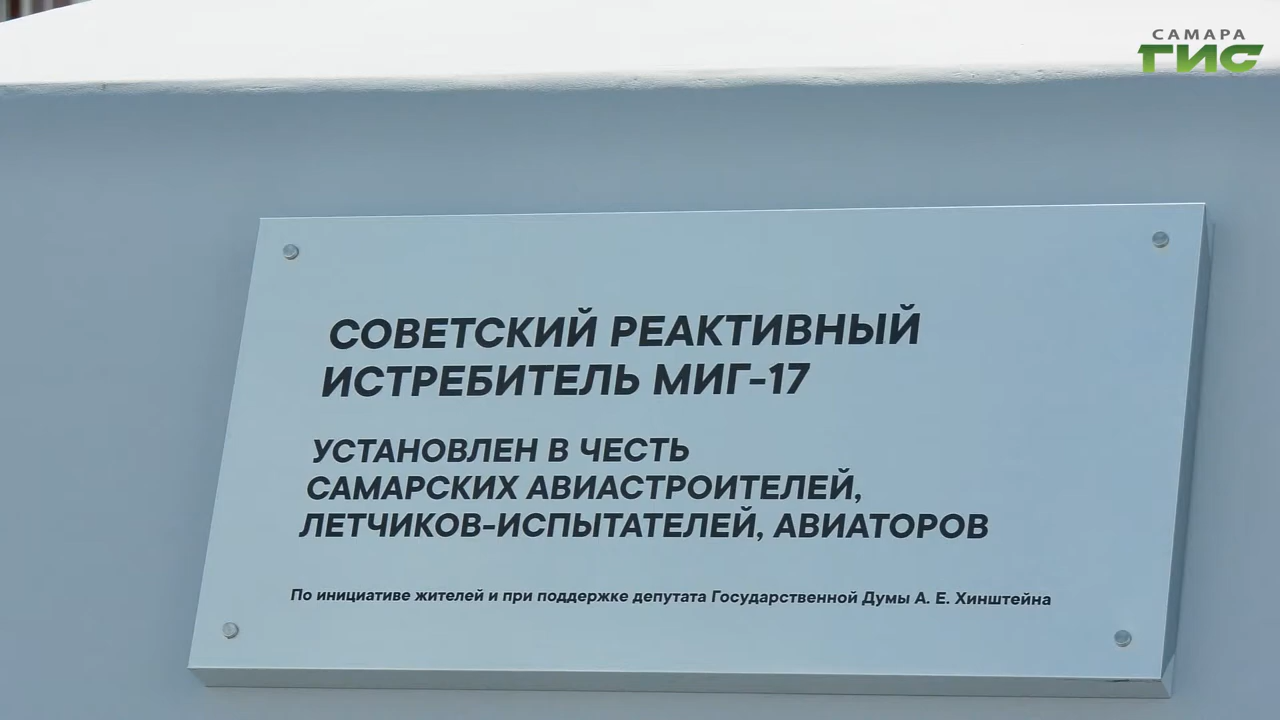 САМАРА
ГИС
СОВЕТСКИЙ РЕАКТИВНЫЙ
ИСТРЕБИТЕЛЬ МИГ-17
УСТАНОВЛЕН В ЧЕСТЬ
САМАРСКИХ АВИАСТРОИТЕЛЕЙ,
ЛЕТЧИКОВ-ИСПЫТАТЕЛЕЙ, АВИАТОРОВ
По инициативе жителей и при поддержке депутата Государственной Думы А. Е. Хинштейна